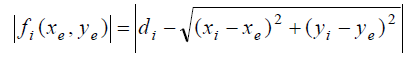 |f_i(x_e, y_e)| = |d_i − √((x_i − x_e)² + (y_i − y_e)²)|